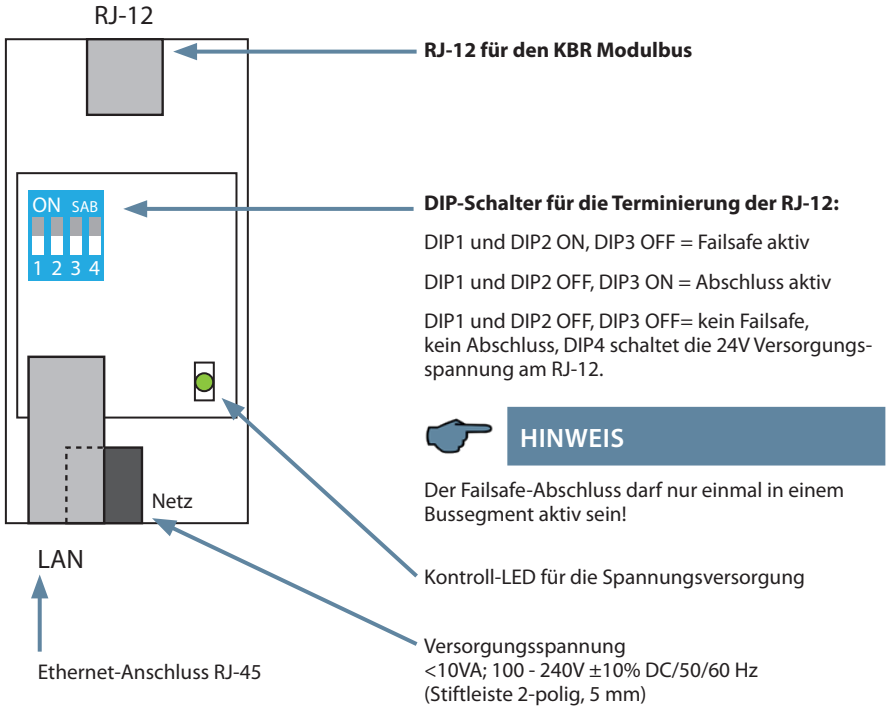 RJ-12
RJ-12 für den KBR Modulbus
ON SAB
1 2 3 4
DIP-Schalter für die Terminierung der RJ-12:
DIP1 und DIP2 ON, DIP3 OFF = Failsafe aktiv
DIP1 und DIP2 OFF, DIP3 ON = Abschluss aktiv
DIP1 und DIP2 OFF, DIP3 OFF= kein Failsafe,
kein Abschluss, DIP4 schaltet die 24V Versorgungs-
spannung am RJ-12.
HINWEIS
Der Failsafe-Abschluss darf nur einmal in einem
Bussegment aktiv sein!
Netz
LAN
Kontroll-LED für die Spannungsversorgung
Ethernet-Anschluss RJ-45
Versorgungsspannung
<10VA; 100 - 240V ±10% DC/50/60 Hz
(Stiftleiste 2-polig, 5 mm)